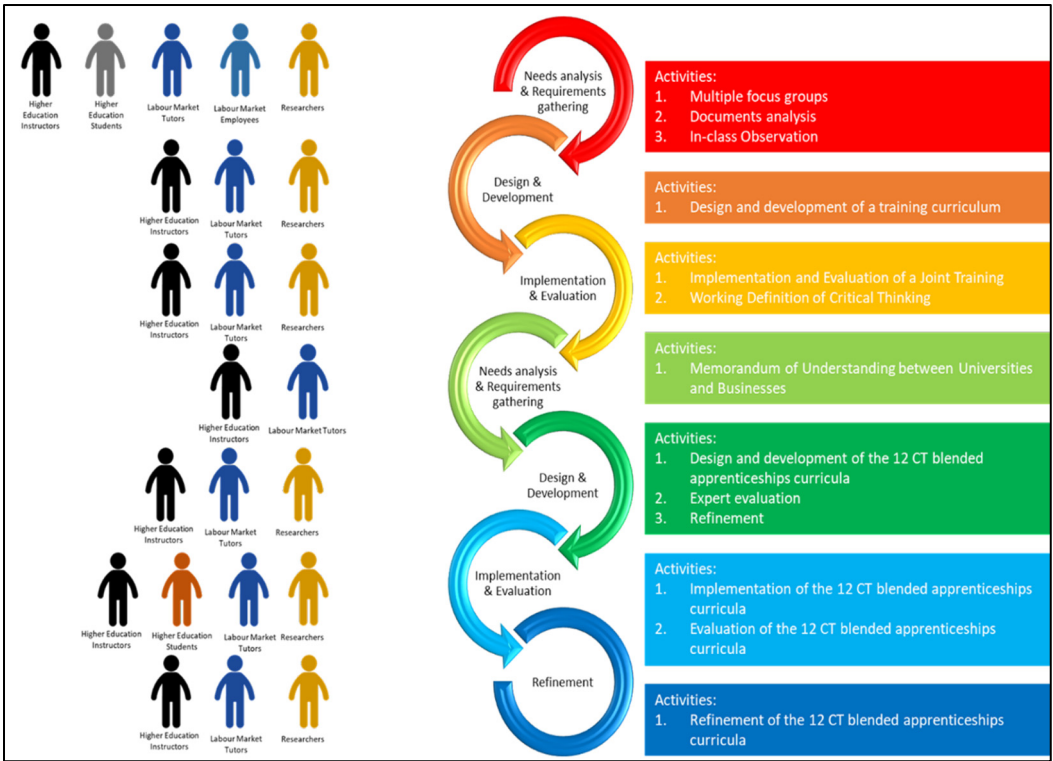 Higher
Education
Instructors
Higher
Education
Students
Labour Market
Tutors
Labour Market
Employees
Researchers
Needs analysis
& Requirements
gathering
Activities:
1. Multiple focus groups
2. Documents analysis
3. In-class Observation
Higher Education
Instructors
Labour Market
Tutors
Researchers
Design &
Development
Activities:
1. Design and development of a training curriculum
Higher Education
Instructors
Labour Market
Tutors
Researchers
Implementation
& Evaluation
Activities:
1. Implementation and Evaluation of a Joint Training
2. Working Definition of Critical Thinking
Higher Education
Instructors
Labour Market Tutors
Needs analysis
& Requirements
gathering
Activities:
1. Memorandum of Understanding between Universities
and Businesses
Higher Education
Instructors
Labour Market
Tutors
Researchers
Design &
Development
Activities:
1. Design and development of the 12 CT blended
apprenticeships curricula
2. Expert evaluation
3. Refinement
Higher Education
Instructors
Higher Education
Students
Labour Market
Tutors
Researchers
Implementation
& Evaluation
Activities:
1. Implementation of the 12 CT blended apprenticeships
curricula
2. Evaluation of the 12 CT blended apprenticeships
curricula
Higher Education
Instructors
Labour Market
Tutors
Researchers
Refinement
Activities:
1. Refinement of the 12 CT blended apprenticeships
curricula